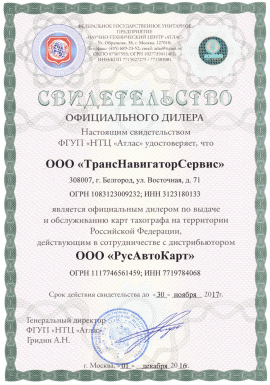 ФЕДЕРАЛЬНОЕ ГОСУДАРСТВЕННОЕ УНИТАРНОЕ
ПРЕДПРИЯТИЕ
«НАУЧНО-ТЕХНИЧЕСКИЙ ЦЕНТР «АТЛАС»
СВИДЕТЕЛЬСТВО
ОФИЦИАЛЬНОГО ДИЛЕРА
Настоящим свидетельством
ФГУП «НТЦ «Атлас» удостоверяет, что
ООО «ТрансНавигаторСервис»
308007, г. Белгород, ул. Восточная, д. 71
ОГРН 1083123009232; ИНН 3123180133
является официальным дилером по выдаче
и обслуживанию карт тахографа на территории
Российской Федерации,
действующим в сотрудничестве с дистрибьютором
ООО «РусАвтоКарт»
ОГРН 1117746561459; ИНН 7719784068
Срок действия свидетельства до «30» ноября 2017г.
Генеральный директор
ФГУП «НТЦ «Атлас»
Гридин А.Н.
г. Москва, «01» декабря 2016г.